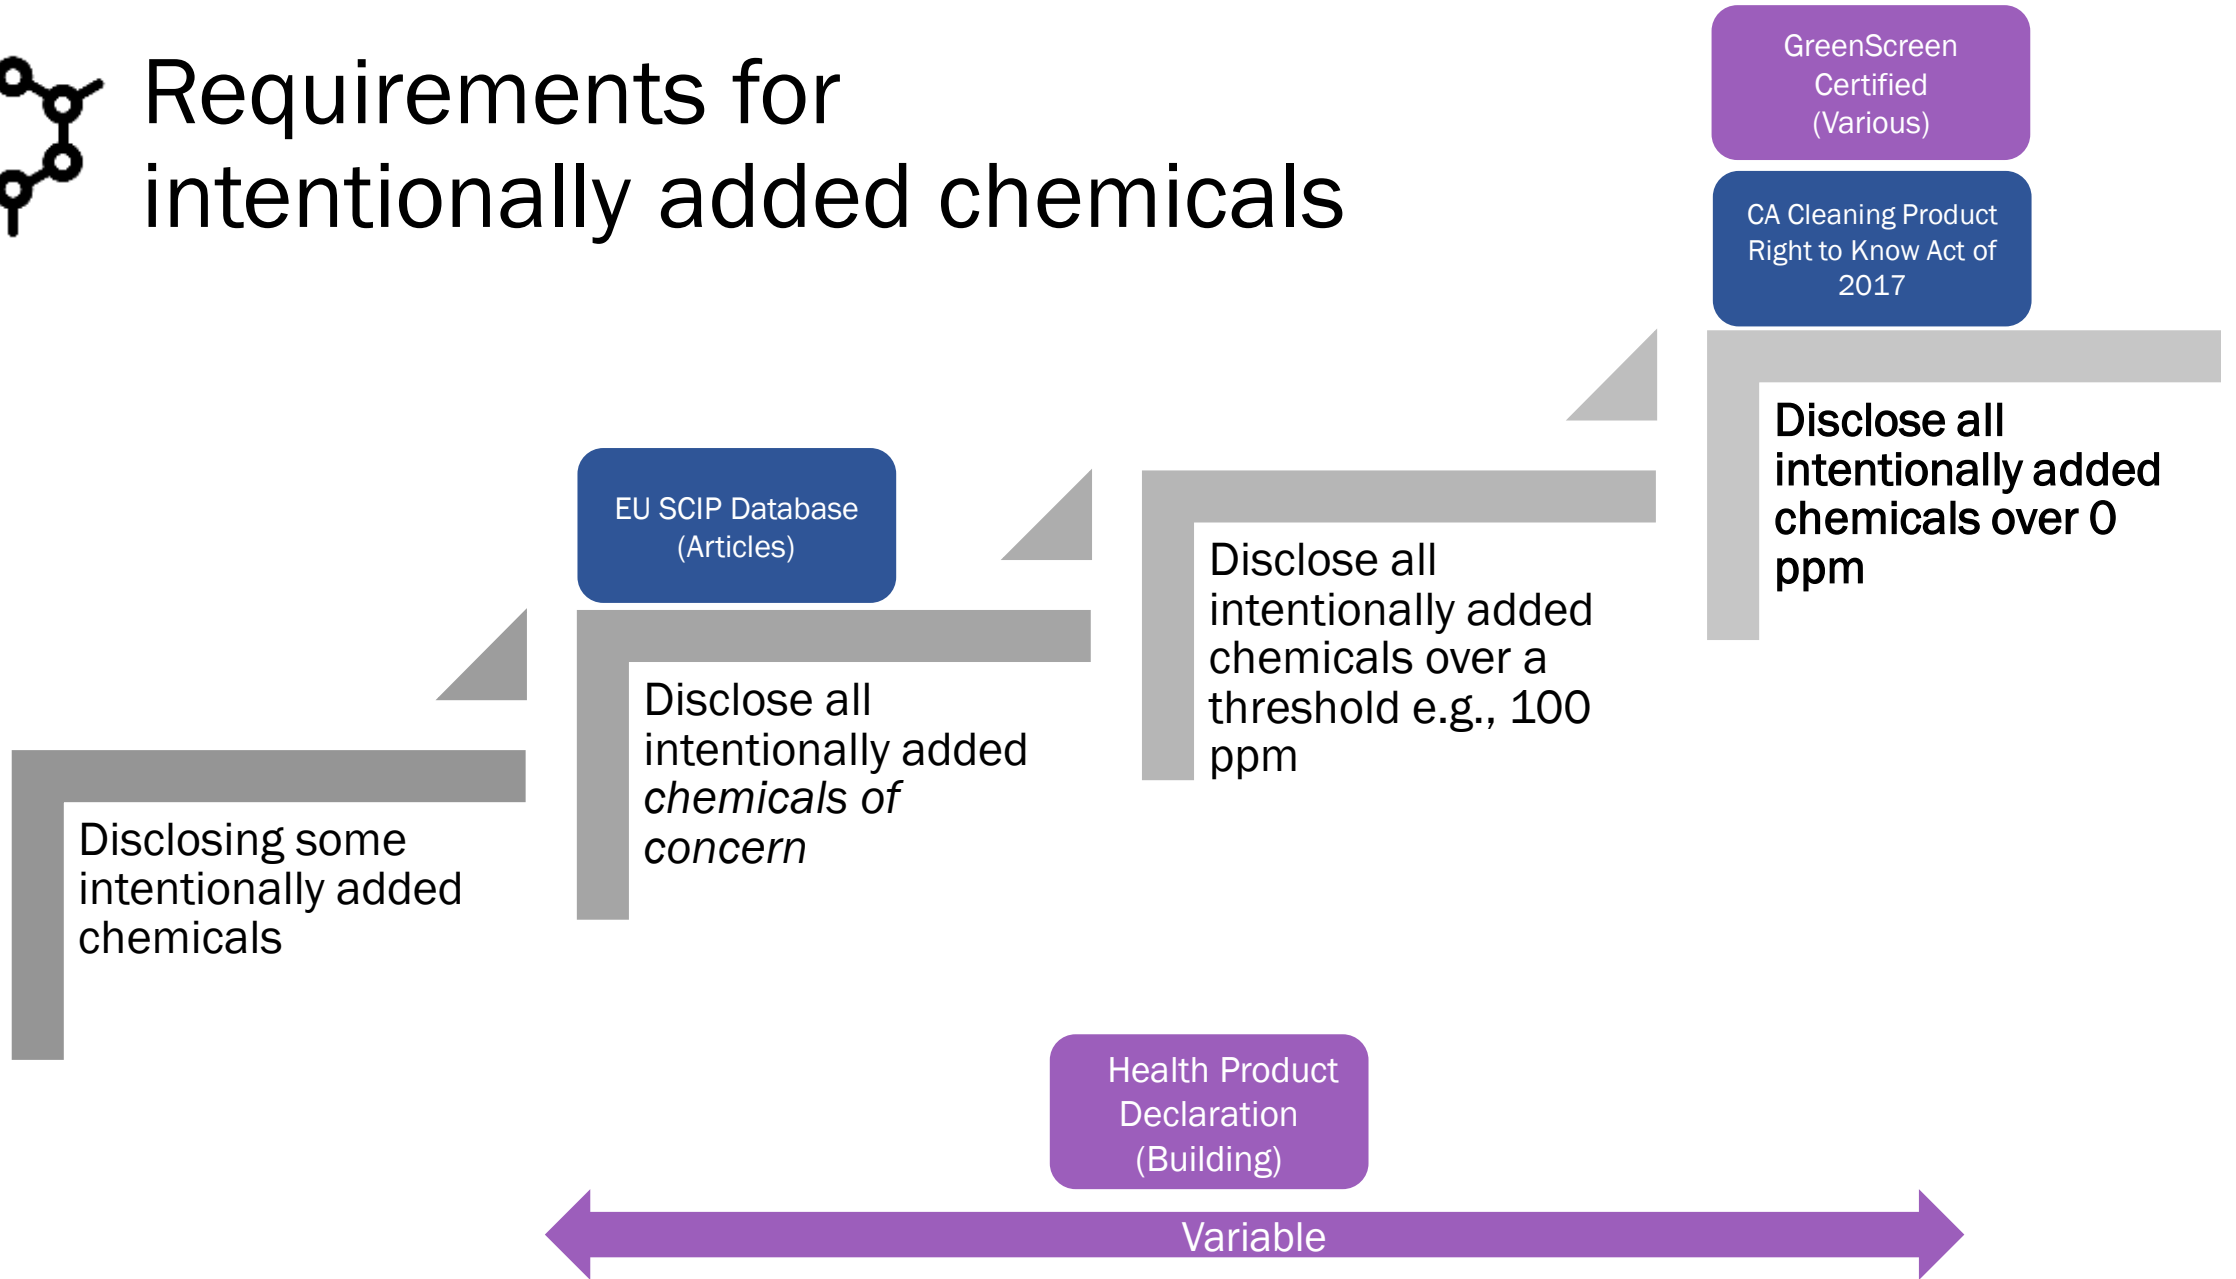 Requirements for
intentionally added chemicals
GreenScreen
Certified
(Various)
CA Cleaning Product
Right to Know Act of
2017
Disclose all
intentionally added
chemicals over 0
ppm
EU SCIP Database
(Articles)
Disclose all
intentionally added
chemicals over a
threshold e.g., 100
ppm
Disclose all
intentionally added
chemicals of
concern
Disclosing some
intentionally added
chemicals
Health Product
Declaration
(Building)
Variable